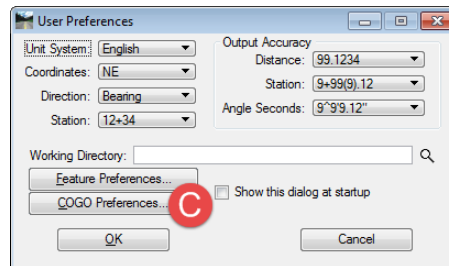 User Preferences
Unit System: English
Coordinates: NE
Direction: Bearing
Station: 12+34
Output Accuracy
Distance: 99.1234
Station: 9+99(9).12
Angle Seconds: 9^9'9.12"
Working Directory:
Feature Preferences...
COGO Preferences...
C
Show this dialog at startup
OK
Cancel